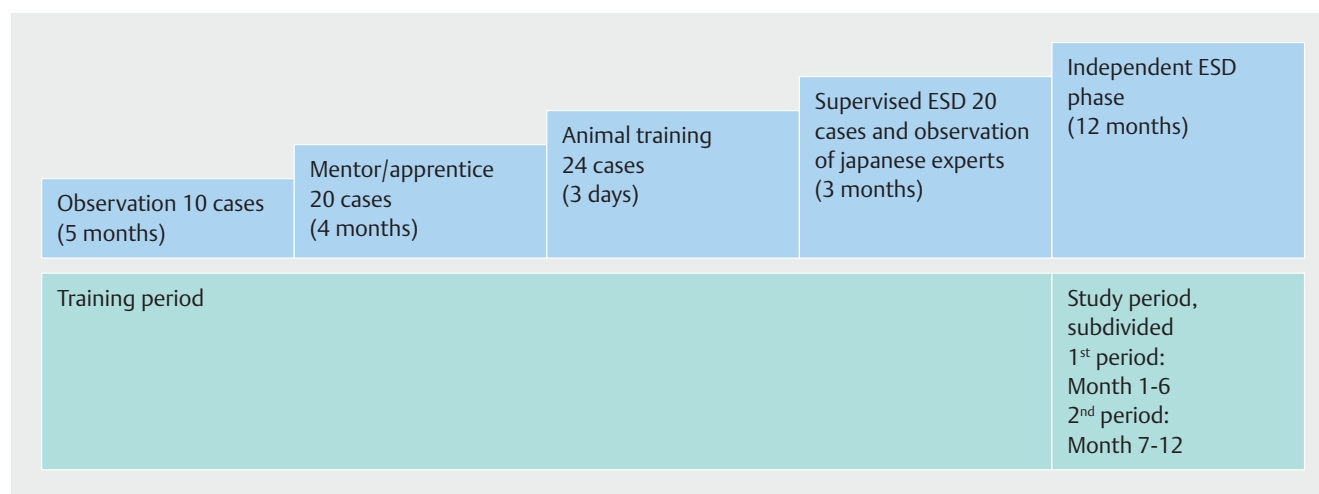 Observation 10 cases
(5 months)
Mentor/apprentice
20 cases
(4 months)
Animal training
24 cases
(3 days)
Supervised ESD 20
cases and observation
of japanese experts
(3 months)
Independent ESD
phase
(12 months)
Training period
Study period,
subdivided
1st period:
Month 1-6
2nd period:
Month 7-12